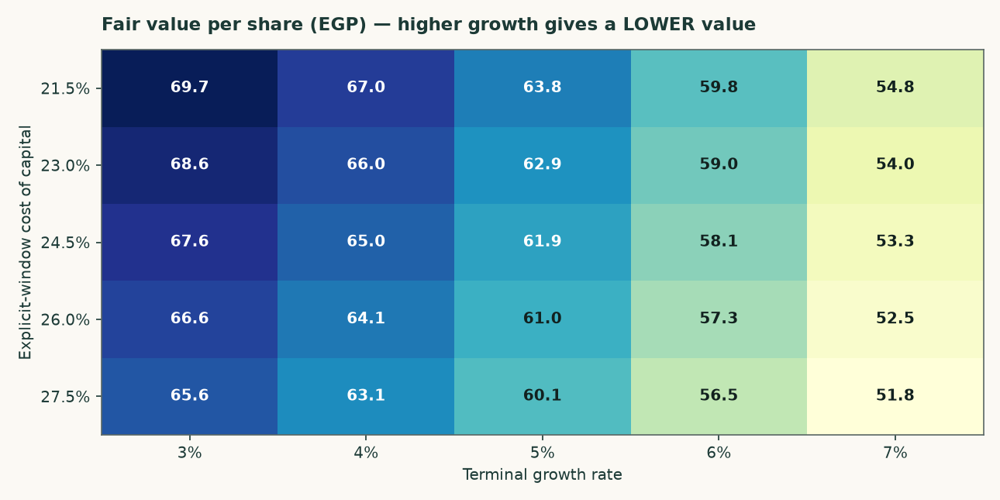 Fair value per share (EGP) — higher growth gives a LOWER value
Explicit-window cost of capital
21.5% 69.7 67.0 63.8 59.8 54.8
23.0% 68.6 66.0 62.9 59.0 54.0
24.5% 67.6 65.0 61.9 58.1 53.3
26.0% 66.6 64.1 61.0 57.3 52.5
27.5% 65.6 63.1 60.1 56.5 51.8
3% 4% 5% 6% 7%
Terminal growth rate